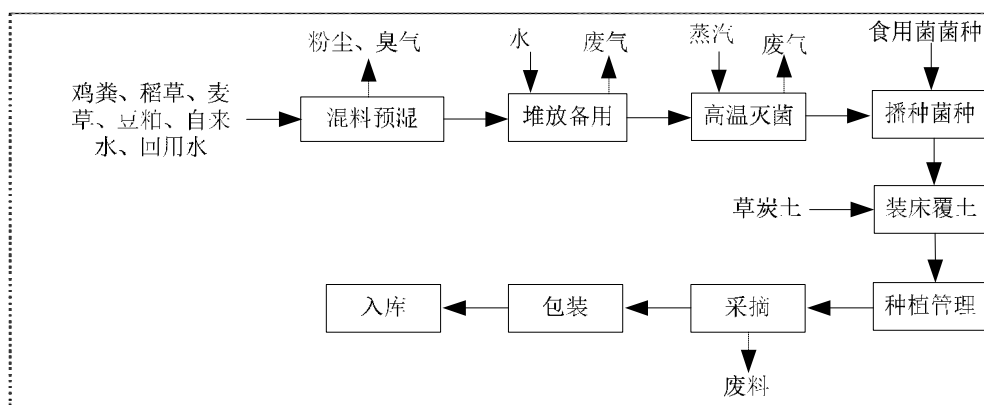 粉尘、臭气
水
废气
蒸汽
废气
食用菌菌种
鸡粪、稻草、麦
草、豆粕、自来
水、回用水
混料预湿
堆放备用
高温灭菌
播种菌种
草炭土
装床覆土
入库
包装
采摘
种植管理
废料